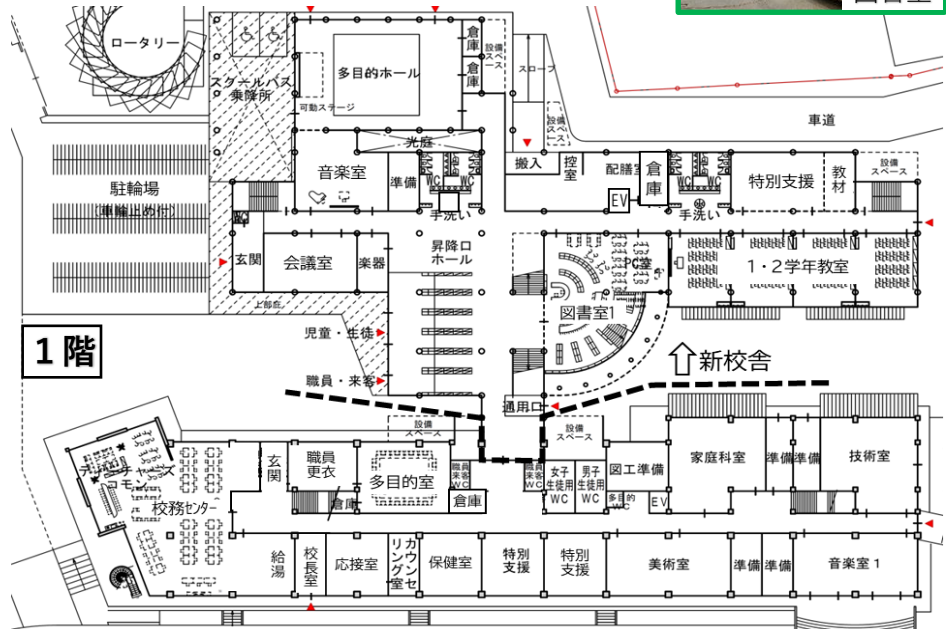 図書室
ロータリー
多目的ホール
倉庫
倉庫
設備
スペース
スロープ
スクールバス
乗降所
可動ステージ
設備
スペース
車道
光庭
音楽室
準備
WC
WC
手洗い
搬入
控室
配膳室
倉庫
EV
WC
WC
手洗い
特別支援
教材
設備
スペース
駐輪場
(車輪止め付)
玄関
会議室
楽器
昇降口
ホール
上部庇
図書室1
PC室
1・2学年教室
児童・生徒
職員・来客
1階
新校舎
通用口
設備
スペース
設備
スペース
玄関
職員
更衣
倉庫
多目的室
職員
来客
WC
倉庫
職員
来客
WC
女子
生徒用
WC
男子
生徒用
WC
図工準備
多目的
WC
EV
家庭科室
準備
準備
技術室
校務センター
給湯
校長室
応接室
カウンセリング室
保健室
特別
支援
特別
支援
美術室
準備
準備
音楽室1